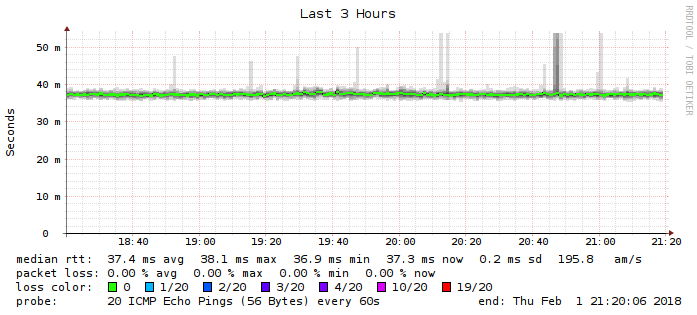 Last 3 Hours
RRDTOOL / TOBI OETIKER
Seconds
50 m
40 m
30 m
20 m
10 m
0
18:40 19:00 19:20 19:40 20:00 20:20 20:40 21:00 21:20
median rtt: 37.4 ms avg 38.1 ms max 36.9 ms min 37.3 ms now 0.2 ms sd 195.8 am/s
packet loss: 0.00 % avg 0.00 % max 0.00 % min 0.00 % now
loss color: 0 1/20 2/20 3/20 4/20 10/20 19/20
probe: 20 ICMP Echo Pings (56 Bytes) every 60s end: Thu Feb 1 21:20:06 2018